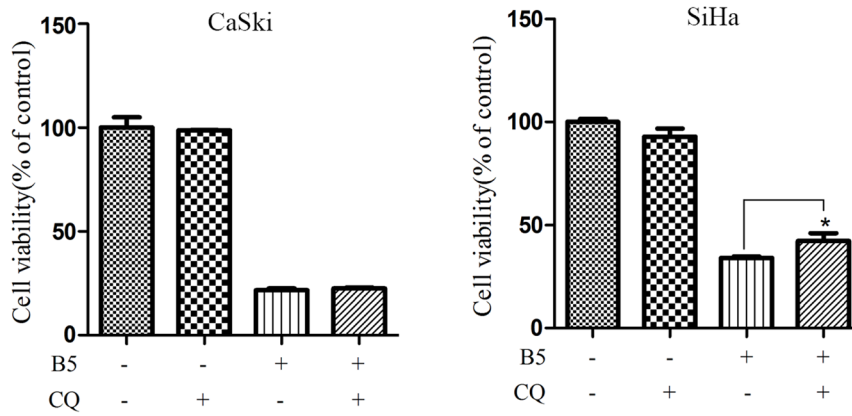 CaSki
Cell viability(% of control)
150
100
50
0
B5 - - + +
CQ - + - +
SiHa
Cell viability(% of control)
150
100
50
0
*
B5 - - + +
CQ - + - +